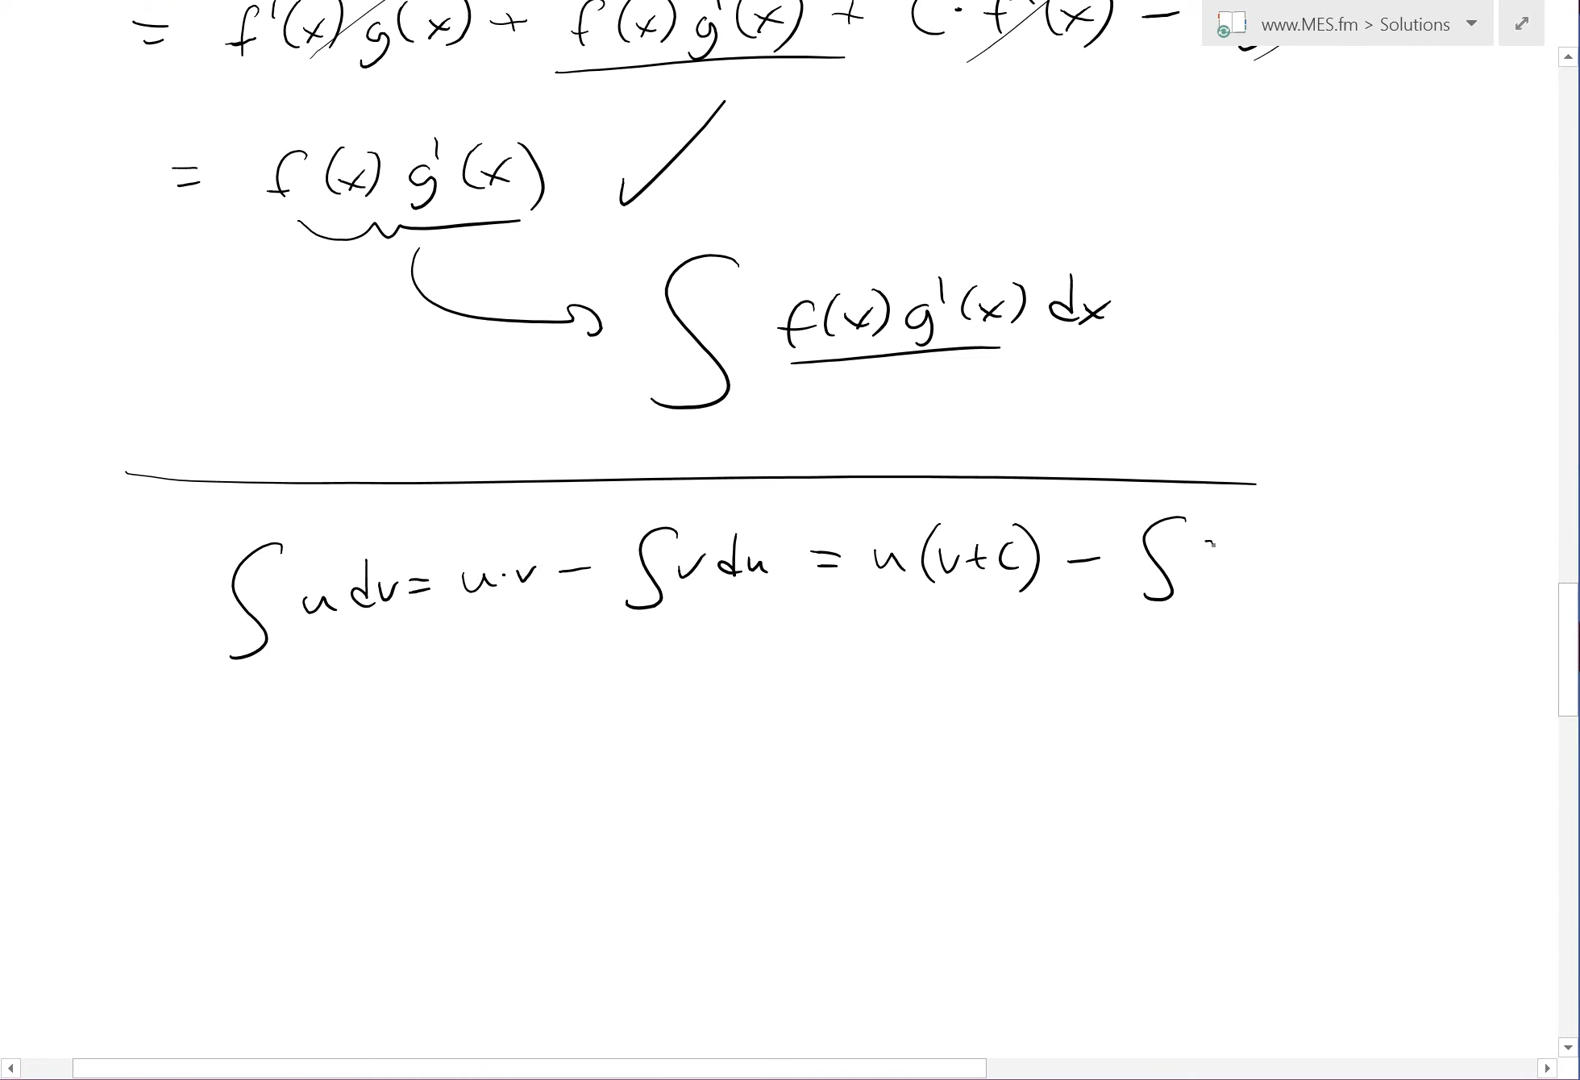 = f'(x)g(x) + f(x)g'(x) + C · f'(x) −
www.MES.fm > Solutions
= f(x)g'(x) ✓
∫ f(x)g'(x) dx
∫ u dv = u·v − ∫ v du = u(v+C) − ∫